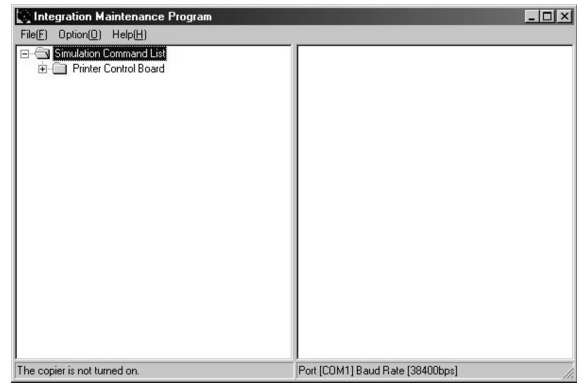 Integration Maintenance Program
File(F) Option(O) Help(H)
Simulation Command List
Printer Control Board
The copier is not turned on.
Port [COM1] Baud Rate [38400bps]